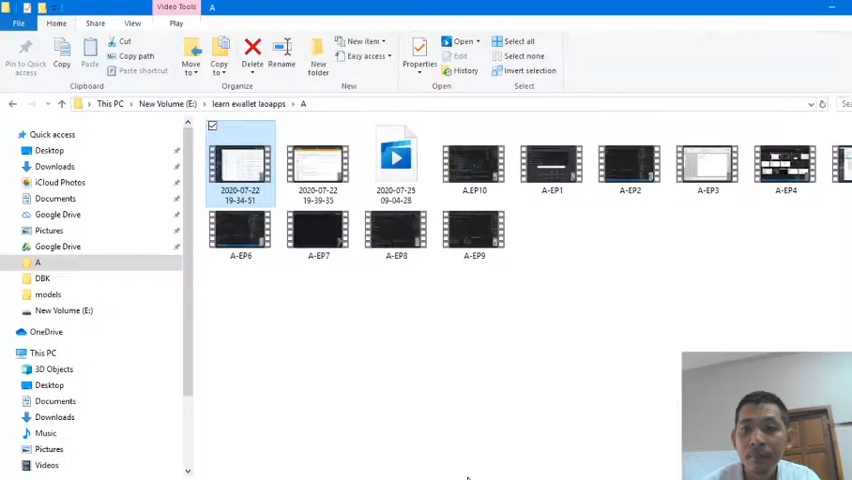 Video Tools
A
File
Home
Share
View
Play
Pin to Quick
access
Copy
Paste
Cut
Copy path
Paste shortcut
Clipboard
Move
to
Copy
to
Delete
Rename
Organize
New
folder
New item
Easy access
New
Properties
Open
Edit
History
Open
Select all
Select none
Invert selection
Select
This PC
New Volume (E:)
learn ewallet laoapps
A
Sea
Quick access
Desktop
Downloads
iCloud Photos
Documents
Google Drive
Pictures
Google Drive
A
DBK
models
New Volume (E:)
OneDrive
This PC
3D Objects
Desktop
Documents
Downloads
Music
Pictures
Videos
2020-07-22
19-34-51
2020-07-22
19-39-35
2020-07-25
09-04-28
A.EP10
A-EP1
A-EP2
A-EP3
A-EP4
A-EP6
A-EP7
A-EP8
A-EP9